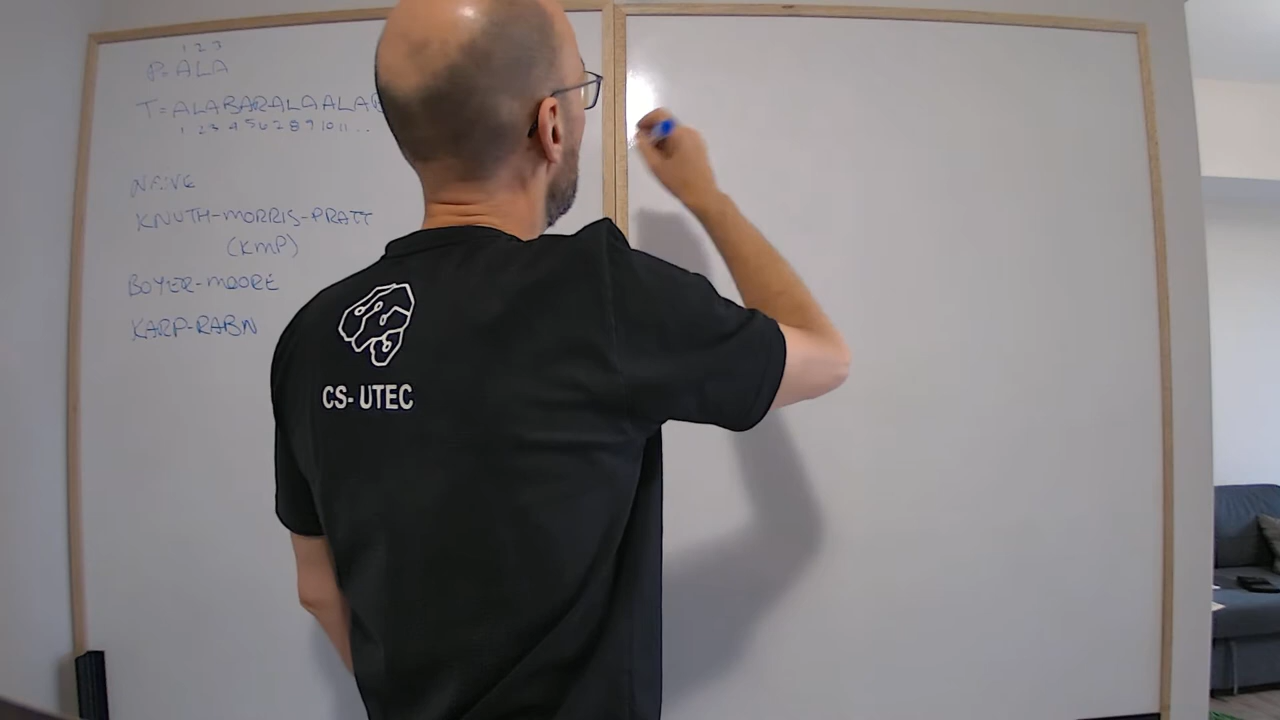 1 2 3
P=ALA
T=ALABARALAALAB
1 2 3 4 5 6 7 8 9 10 11 ..
NAIVE
KNUTH-MORRIS-PRATT
(KMP)
BOYER-MOORE
KARP-RABIN
CS- UTEC